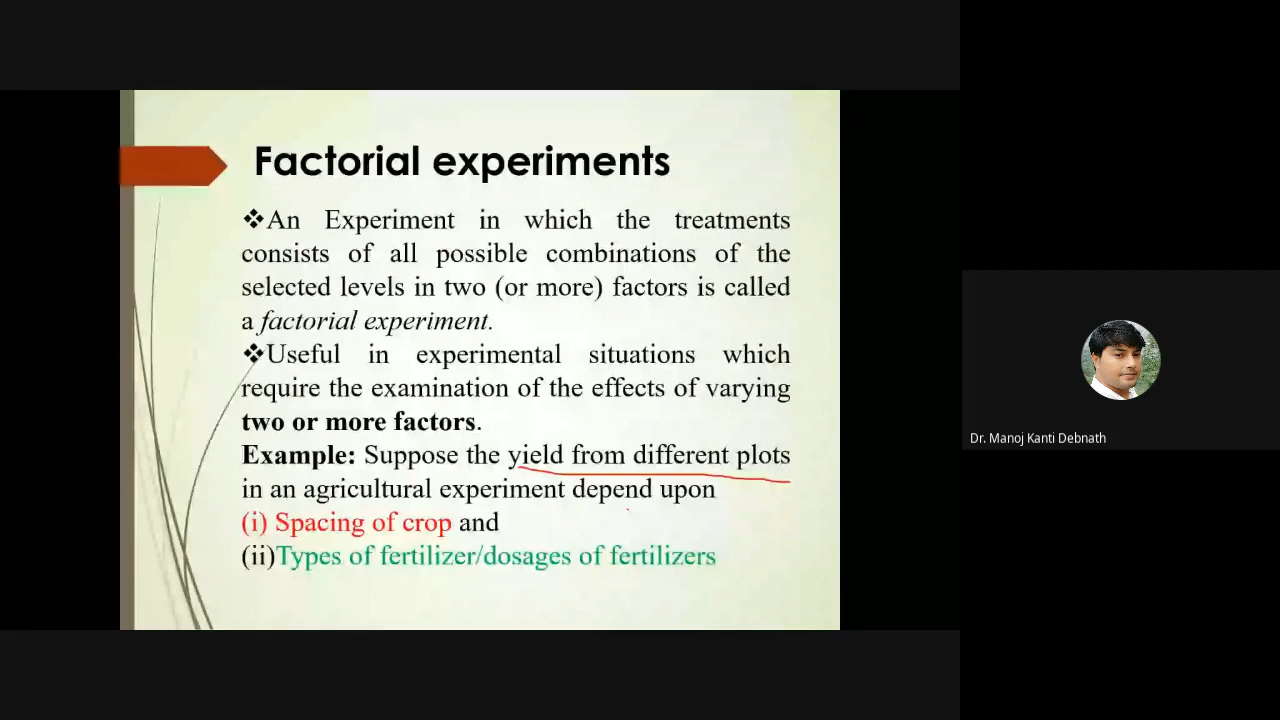 Factorial experiments
❖An Experiment in which the treatments
consists of all possible combinations of the
selected levels in two (or more) factors is called
a factorial experiment.
❖Useful in experimental situations which
require the examination of the effects of varying
two or more factors.
Example: Suppose the yield from different plots
in an agricultural experiment depend upon
(i) Spacing of crop and
(ii)Types of fertilizer/dosages of fertilizers
Dr. Manoj Kanti Debnath